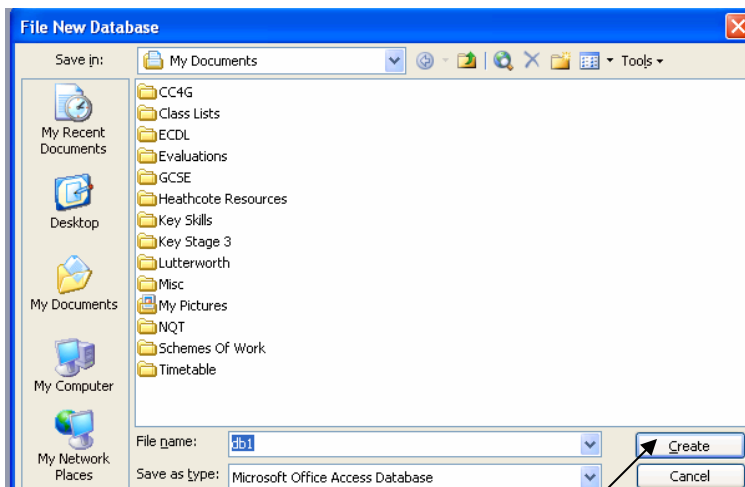 File New Database
Save in:
My Documents
Tools
CC4G
Class Lists
ECDL
Evaluations
GCSE
Heathcote Resources
Key Skills
Key Stage 3
Lutterworth
Misc
My Pictures
NQT
Schemes Of Work
Timetable
My Recent
Documents
Desktop
My Documents
My Computer
My Network
Places
File name:
db1
Create
Save as type:
Microsoft Office Access Database
Cancel